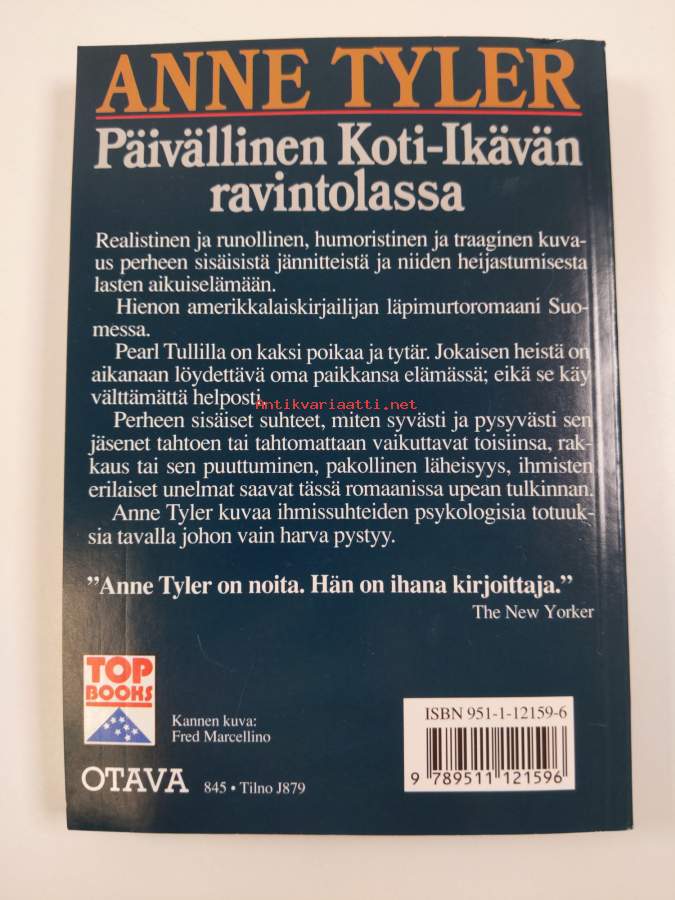 ANNE TYLER
Päivällinen Koti-Ikävän
ravintolassa
Realistinen ja runollinen, humoristinen ja traaginen kuva-
us perheen sisäisistä jännitteistä ja niiden heijastumisesta
lasten aikuiselämään.
Hienon amerikkalaiskirjailijan läpimurtoromaani Suo-
messa.
Pearl Tullilla on kaksi poikaa ja tytär. Jokaisen heistä on
aikanaan löydettävä oma paikkansa elämässä; eikä se käy
välttämättä helposti.
Antikvariaatti.net
Perheen sisäiset suhteet, miten syvästi ja pysyvästi sen
jäsenet tahtoen tai tahtomattaan vaikuttavat toisiinsa, rak-
kaus tai sen puuttuminen, pakollinen läheisyys, ihmisten
erilaiset unelmat saavat tässä romaanissa upean tulkinnan.
Anne Tyler kuvaa ihmissuhteiden psykologisia totuuk-
sia tavalla johon vain harva pystyy.
”Anne Tyler on noita. Hän on ihana kirjoittaja.”
The New Yorker
TOP
BOOKS
Kannen kuva:
Fred Marcellino
OTAVA 845 • Tilno J879
ISBN 951-1-12159-6
9 789511 121596